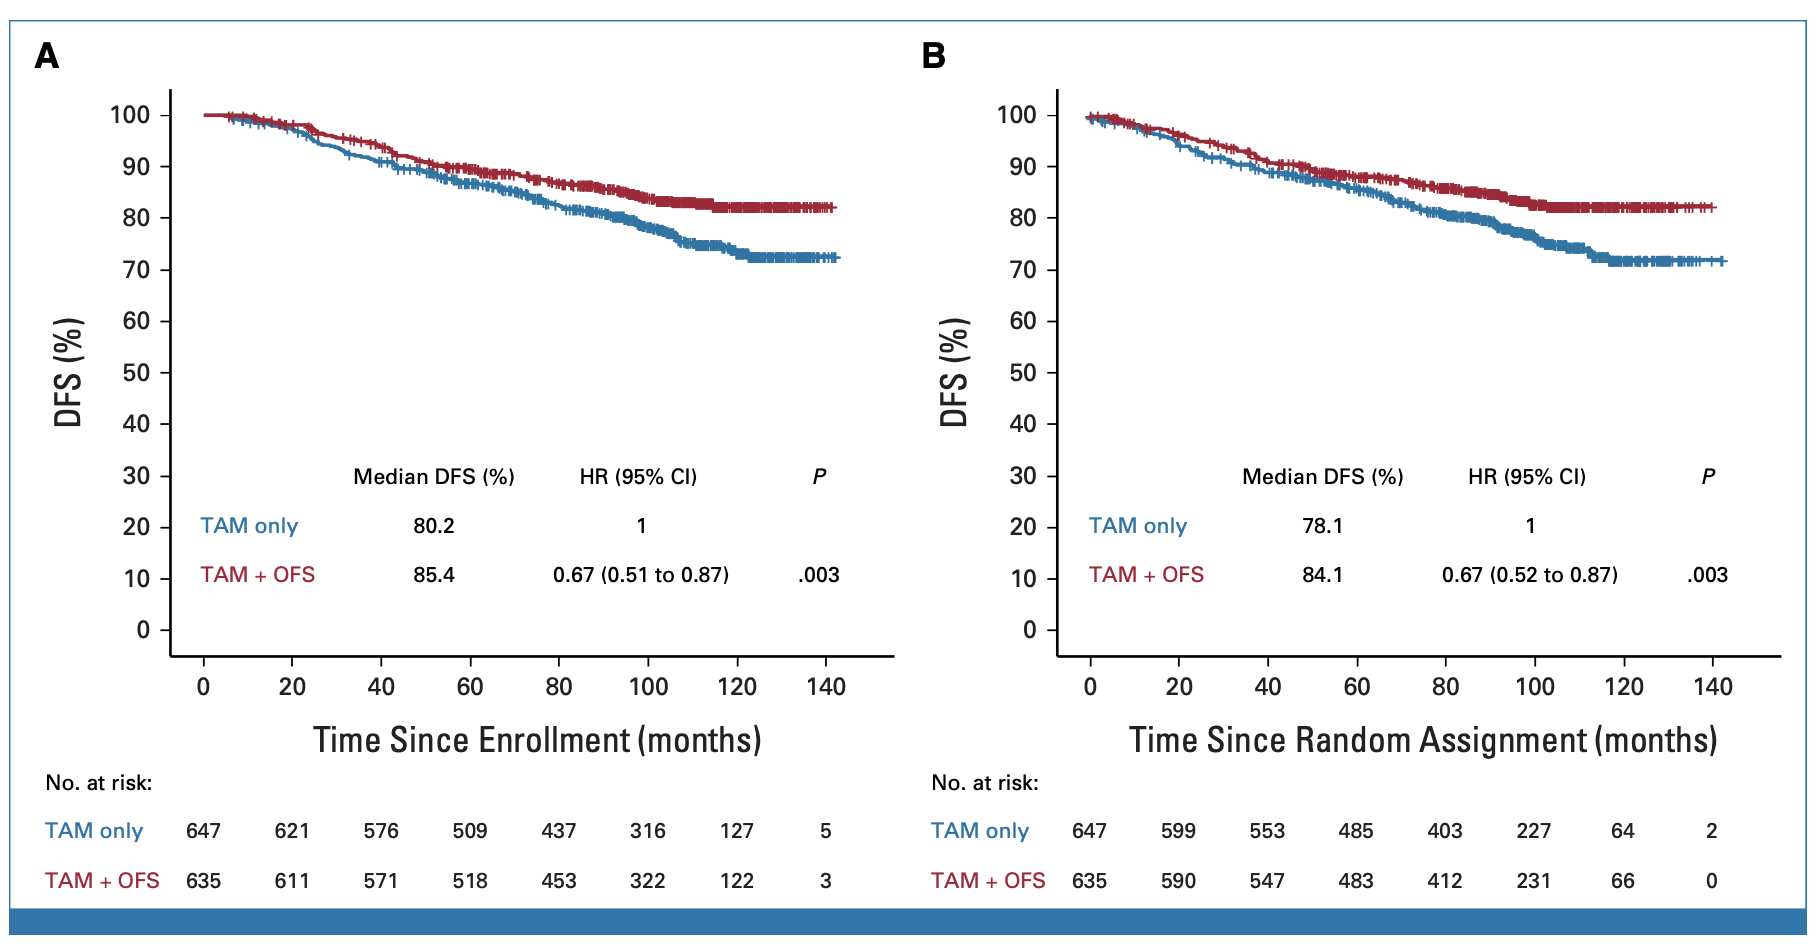 A
100
90
80
70
60
50
40
30
20
10
0
DFS (%)
Median DFS (%) HR (95% CI) P
TAM only 80.2 1
TAM + OFS 85.4 0.67 (0.51 to 0.87) .003
0 20 40 60 80 100 120 140
Time Since Enrollment (months)
No. at risk:
TAM only 647 621 576 509 437 316 127 5
TAM + OFS 635 611 571 518 453 322 122 3
B
100
90
80
70
60
50
40
30
20
10
0
DFS (%)
Median DFS (%) HR (95% CI) P
TAM only 78.1 1
TAM + OFS 84.1 0.67 (0.52 to 0.87) .003
0 20 40 60 80 100 120 140
Time Since Random Assignment (months)
No. at risk:
TAM only 647 599 553 485 403 227 64 2
TAM + OFS 635 590 547 483 412 231 66 0